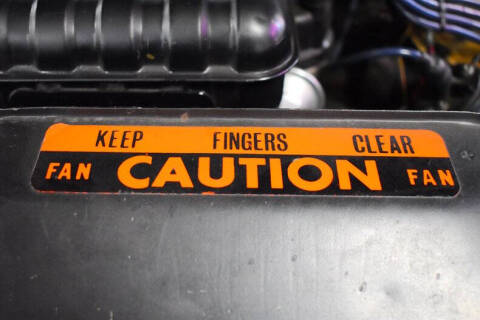 KEEP FINGERS CLEAR
FAN CAUTION FAN